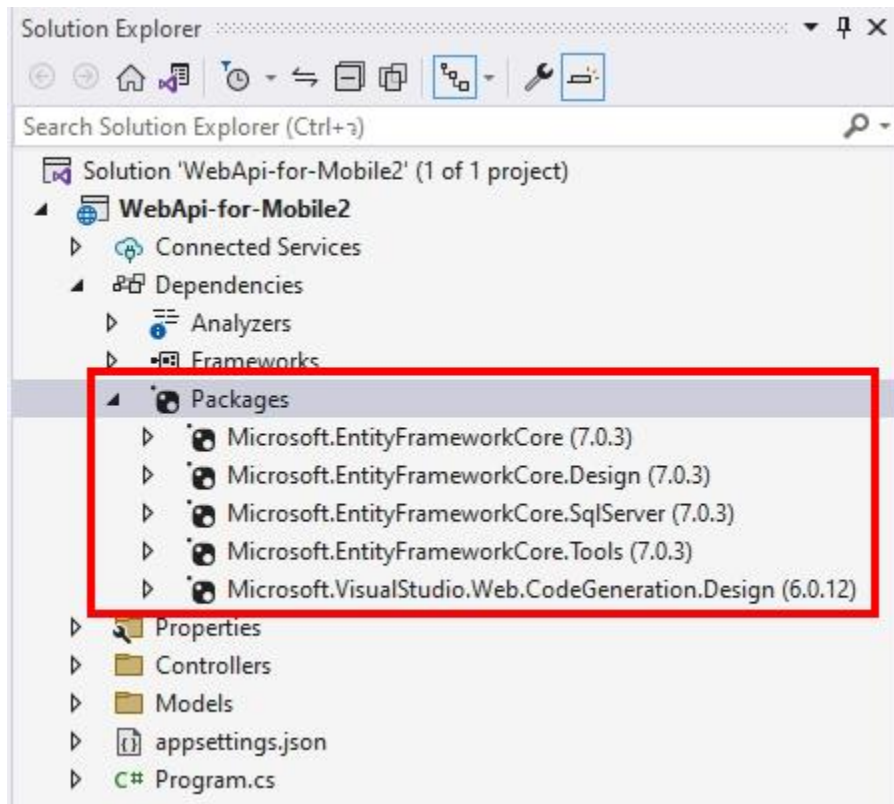 Solution Explorer
Search Solution Explorer (Ctrl+ר)
Solution 'WebApi-for-Mobile2' (1 of 1 project)
WebApi-for-Mobile2
Connected Services
Dependencies
Analyzers
Frameworks
Packages
Microsoft.EntityFrameworkCore (7.0.3)
Microsoft.EntityFrameworkCore.Design (7.0.3)
Microsoft.EntityFrameworkCore.SqlServer (7.0.3)
Microsoft.EntityFrameworkCore.Tools (7.0.3)
Microsoft.VisualStudio.Web.CodeGeneration.Design (6.0.12)
Properties
Controllers
Models
appsettings.json
C# Program.cs